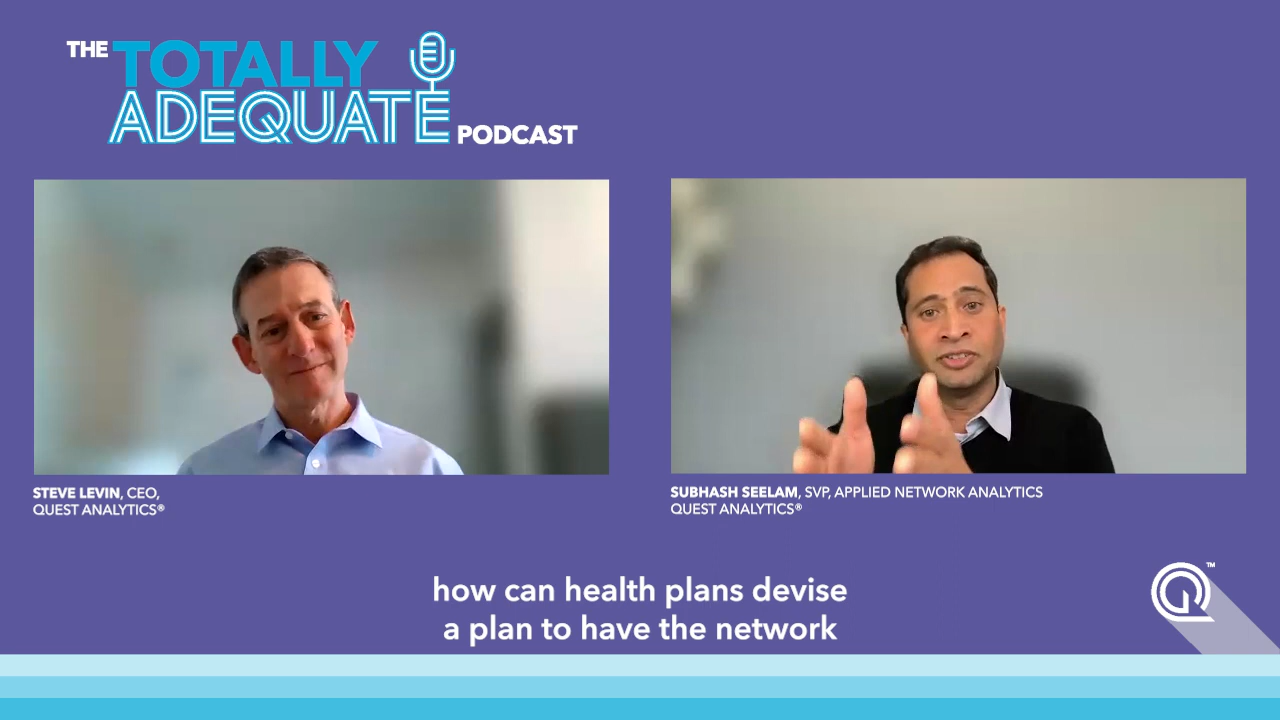 THE TOTALLY
ADEQUATE PODCAST
STEVE LEVIN, CEO,
QUEST ANALYTICS®
SUBHASH SEELAM, SVP, APPLIED NETWORK ANALYTICS
QUEST ANALYTICS®
how can health plans devise
a plan to have the network
Q™